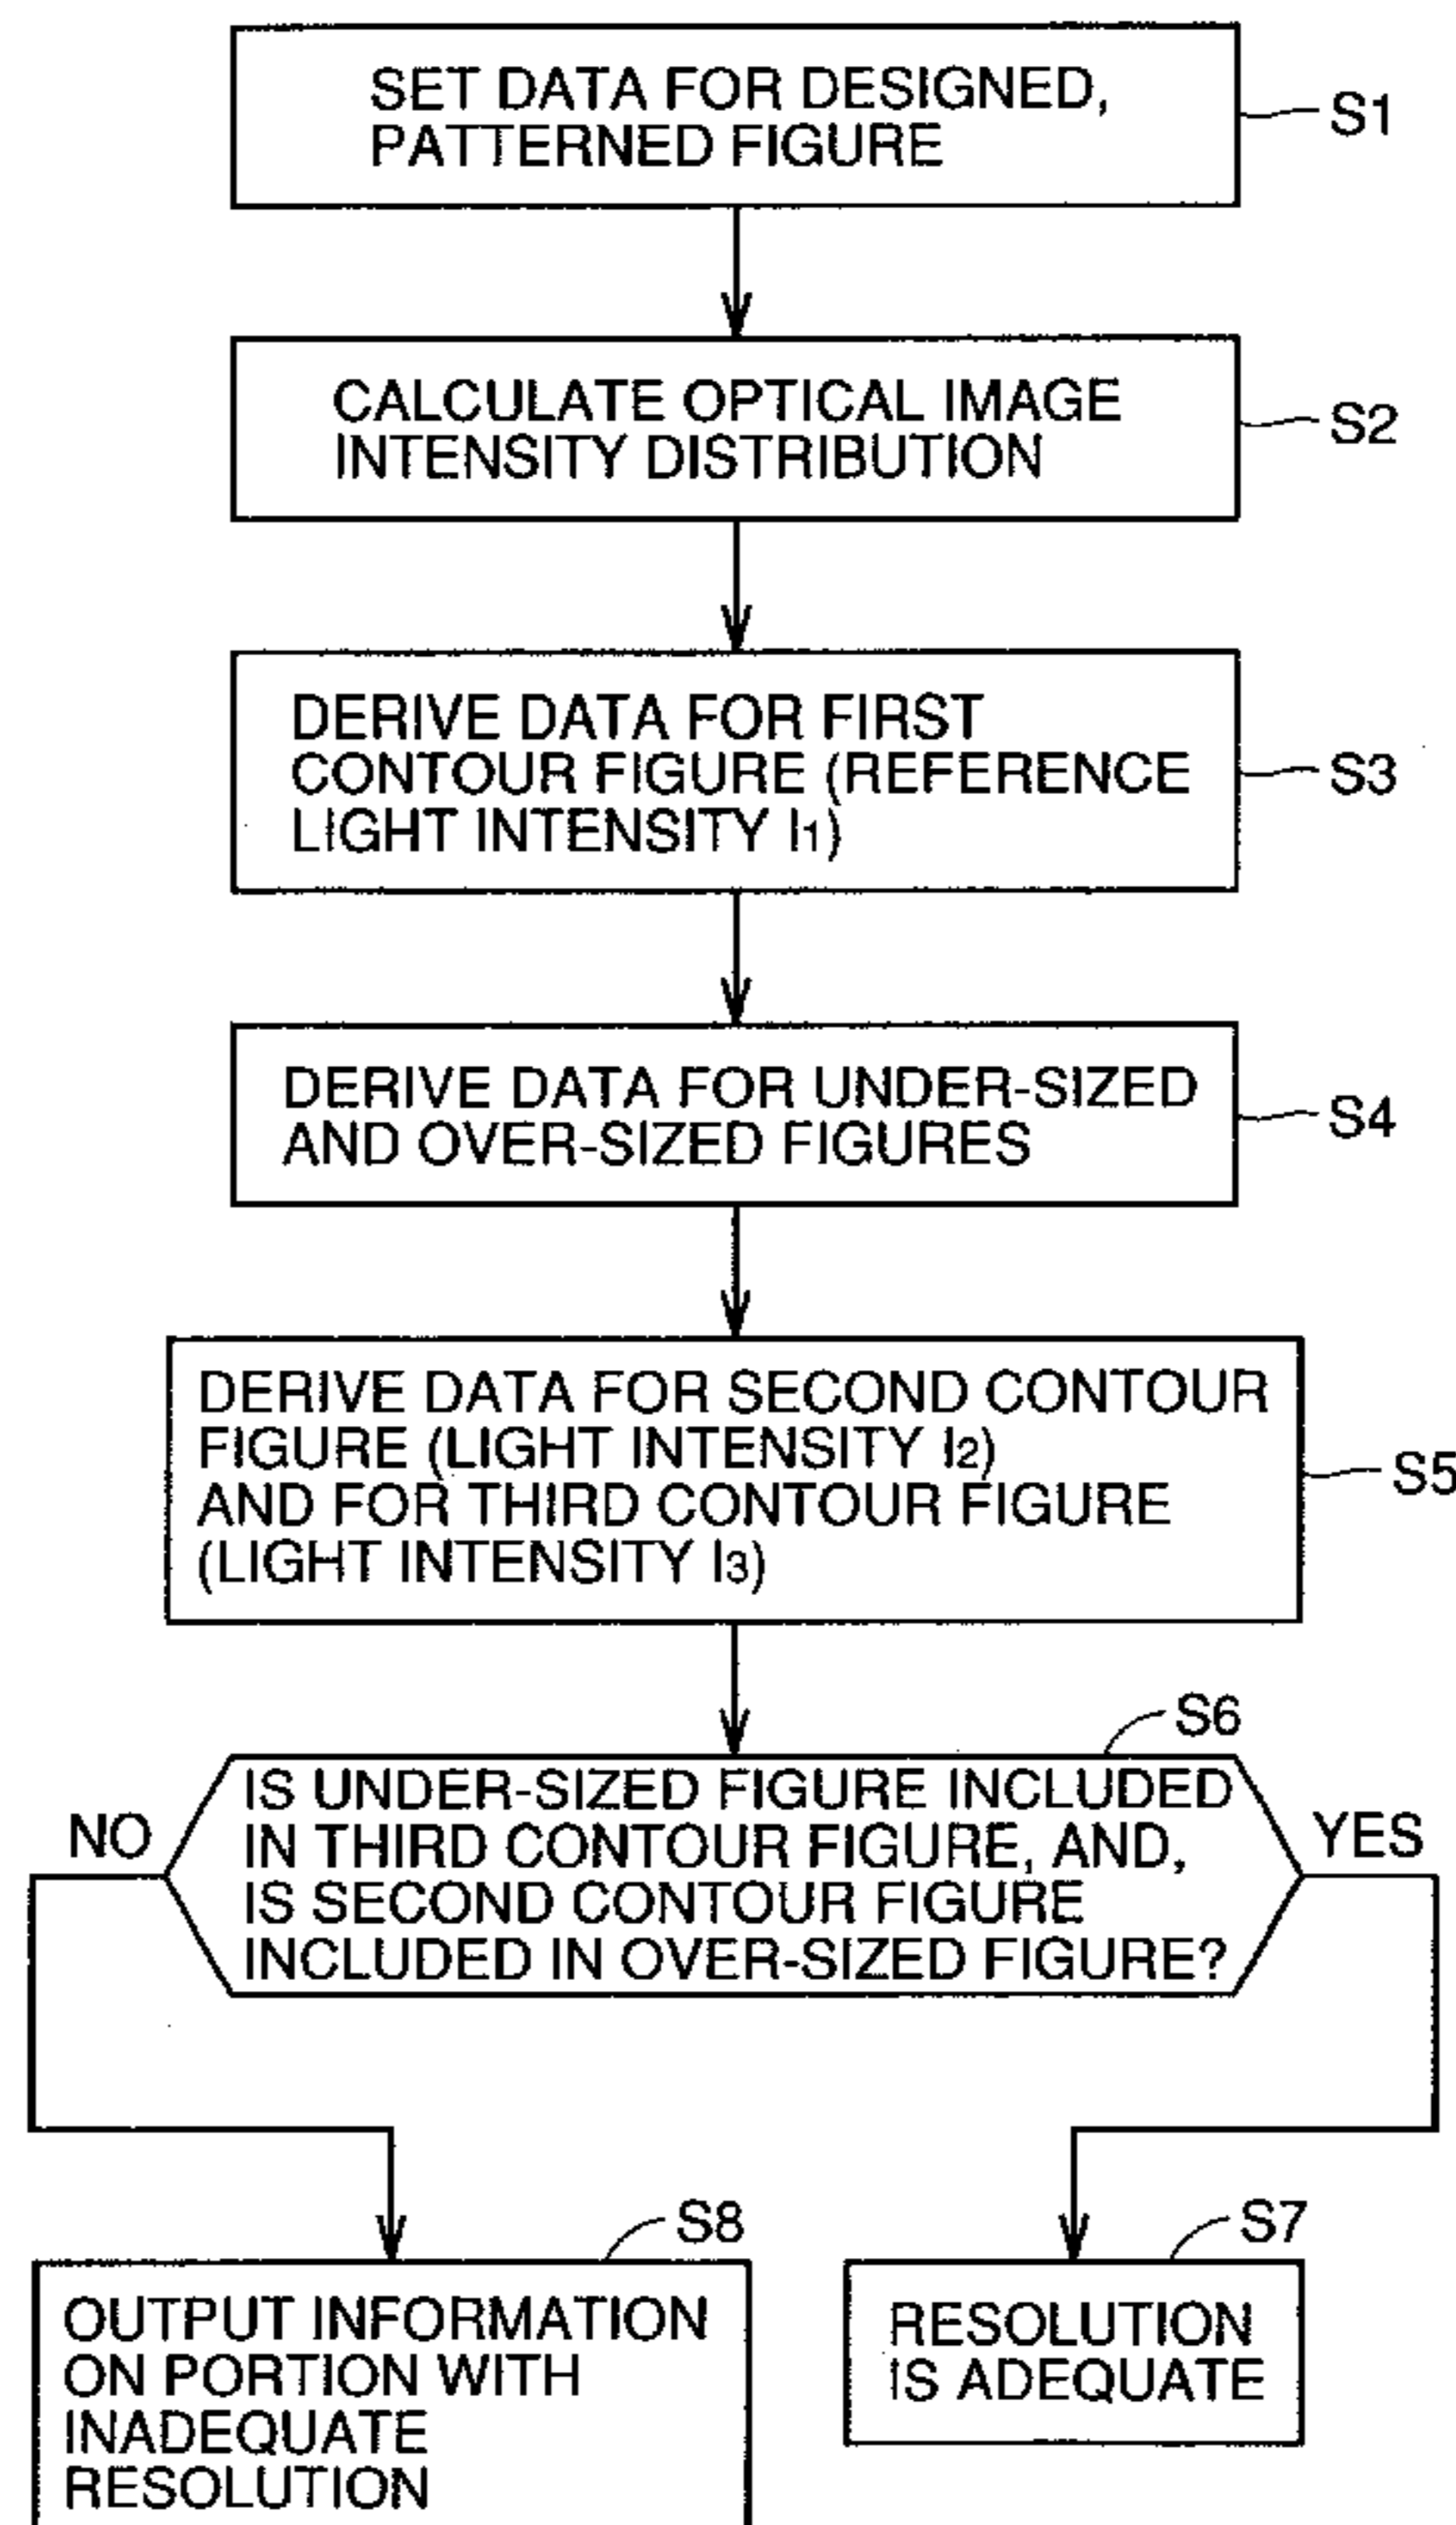 SET DATA FOR DESIGNED,
PATTERNED FIGURE
S1
CALCULATE OPTICAL IMAGE
INTENSITY DISTRIBUTION
S2
DERIVE DATA FOR FIRST
CONTOUR FIGURE (REFERENCE
LIGHT INTENSITY I1)
S3
DERIVE DATA FOR UNDER-SIZED
AND OVER-SIZED FIGURES
S4
DERIVE DATA FOR SECOND CONTOUR
FIGURE (LIGHT INTENSITY I2)
AND FOR THIRD CONTOUR FIGURE
(LIGHT INTENSITY I3)
S5
S6
IS UNDER-SIZED FIGURE INCLUDED
IN THIRD CONTOUR FIGURE, AND,
IS SECOND CONTOUR FIGURE
INCLUDED IN OVER-SIZED FIGURE?
NO
YES
S8
OUTPUT INFORMATION
ON PORTION WITH
INADEQUATE
RESOLUTION
S7
RESOLUTION
IS ADEQUATE